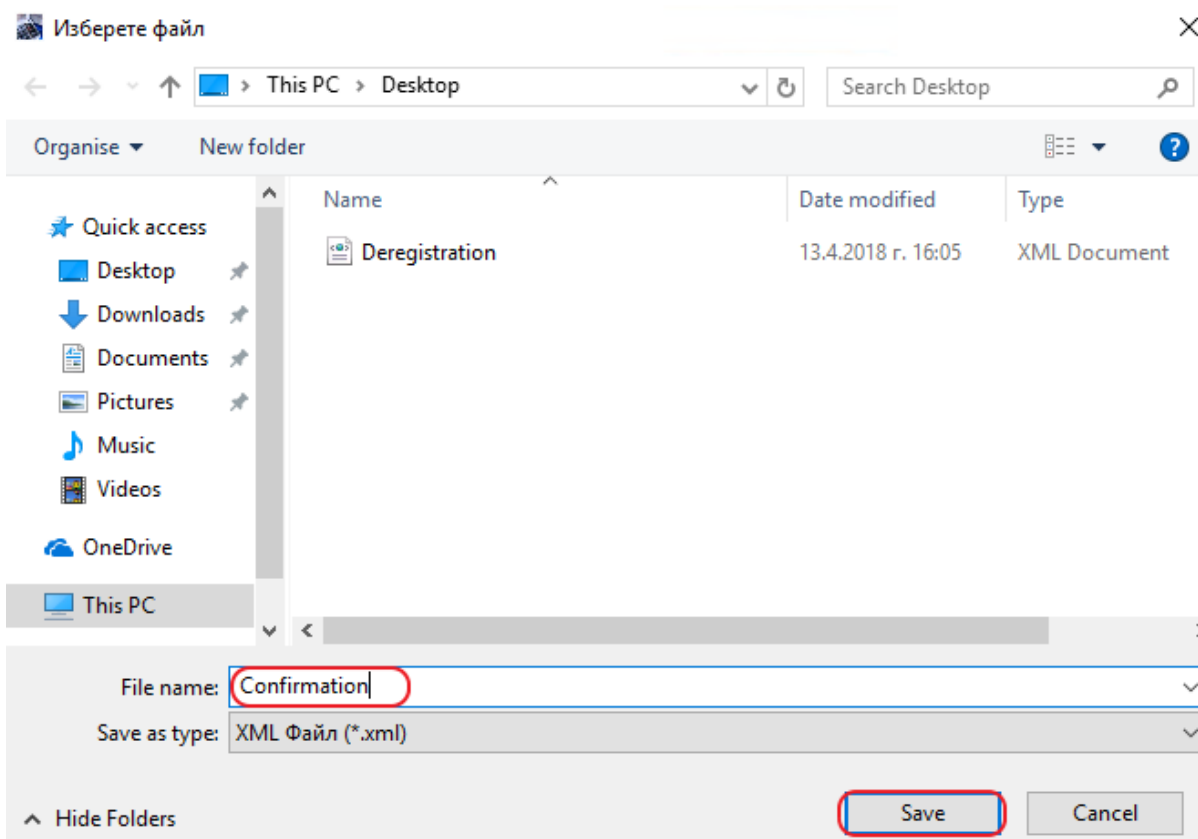 Изберете файл
This PC > Desktop
Search Desktop
Organise
New folder
?
Name
Date modified
Type
Quick access
Deregistration
13.4.2018 г. 16:05
XML Document
Desktop
Downloads
Documents
Pictures
Music
Videos
OneDrive
This PC
File name: Confirmation
Save as type: XML Файл (*.xml)
Hide Folders
Save
Cancel